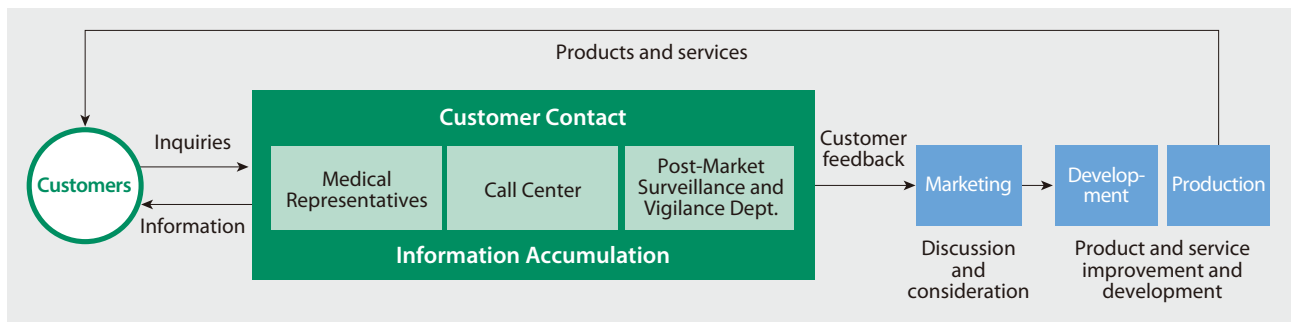 Products and services
Customers
Inquiries
Information
Customer Contact
Medical
Representatives
Call Center
Post-Market
Surveillance and
Vigilance Dept.
Information Accumulation
Customer
feedback
Marketing
Discussion
and
consideration
Develop-
ment
Production
Product and service
improvement and
development